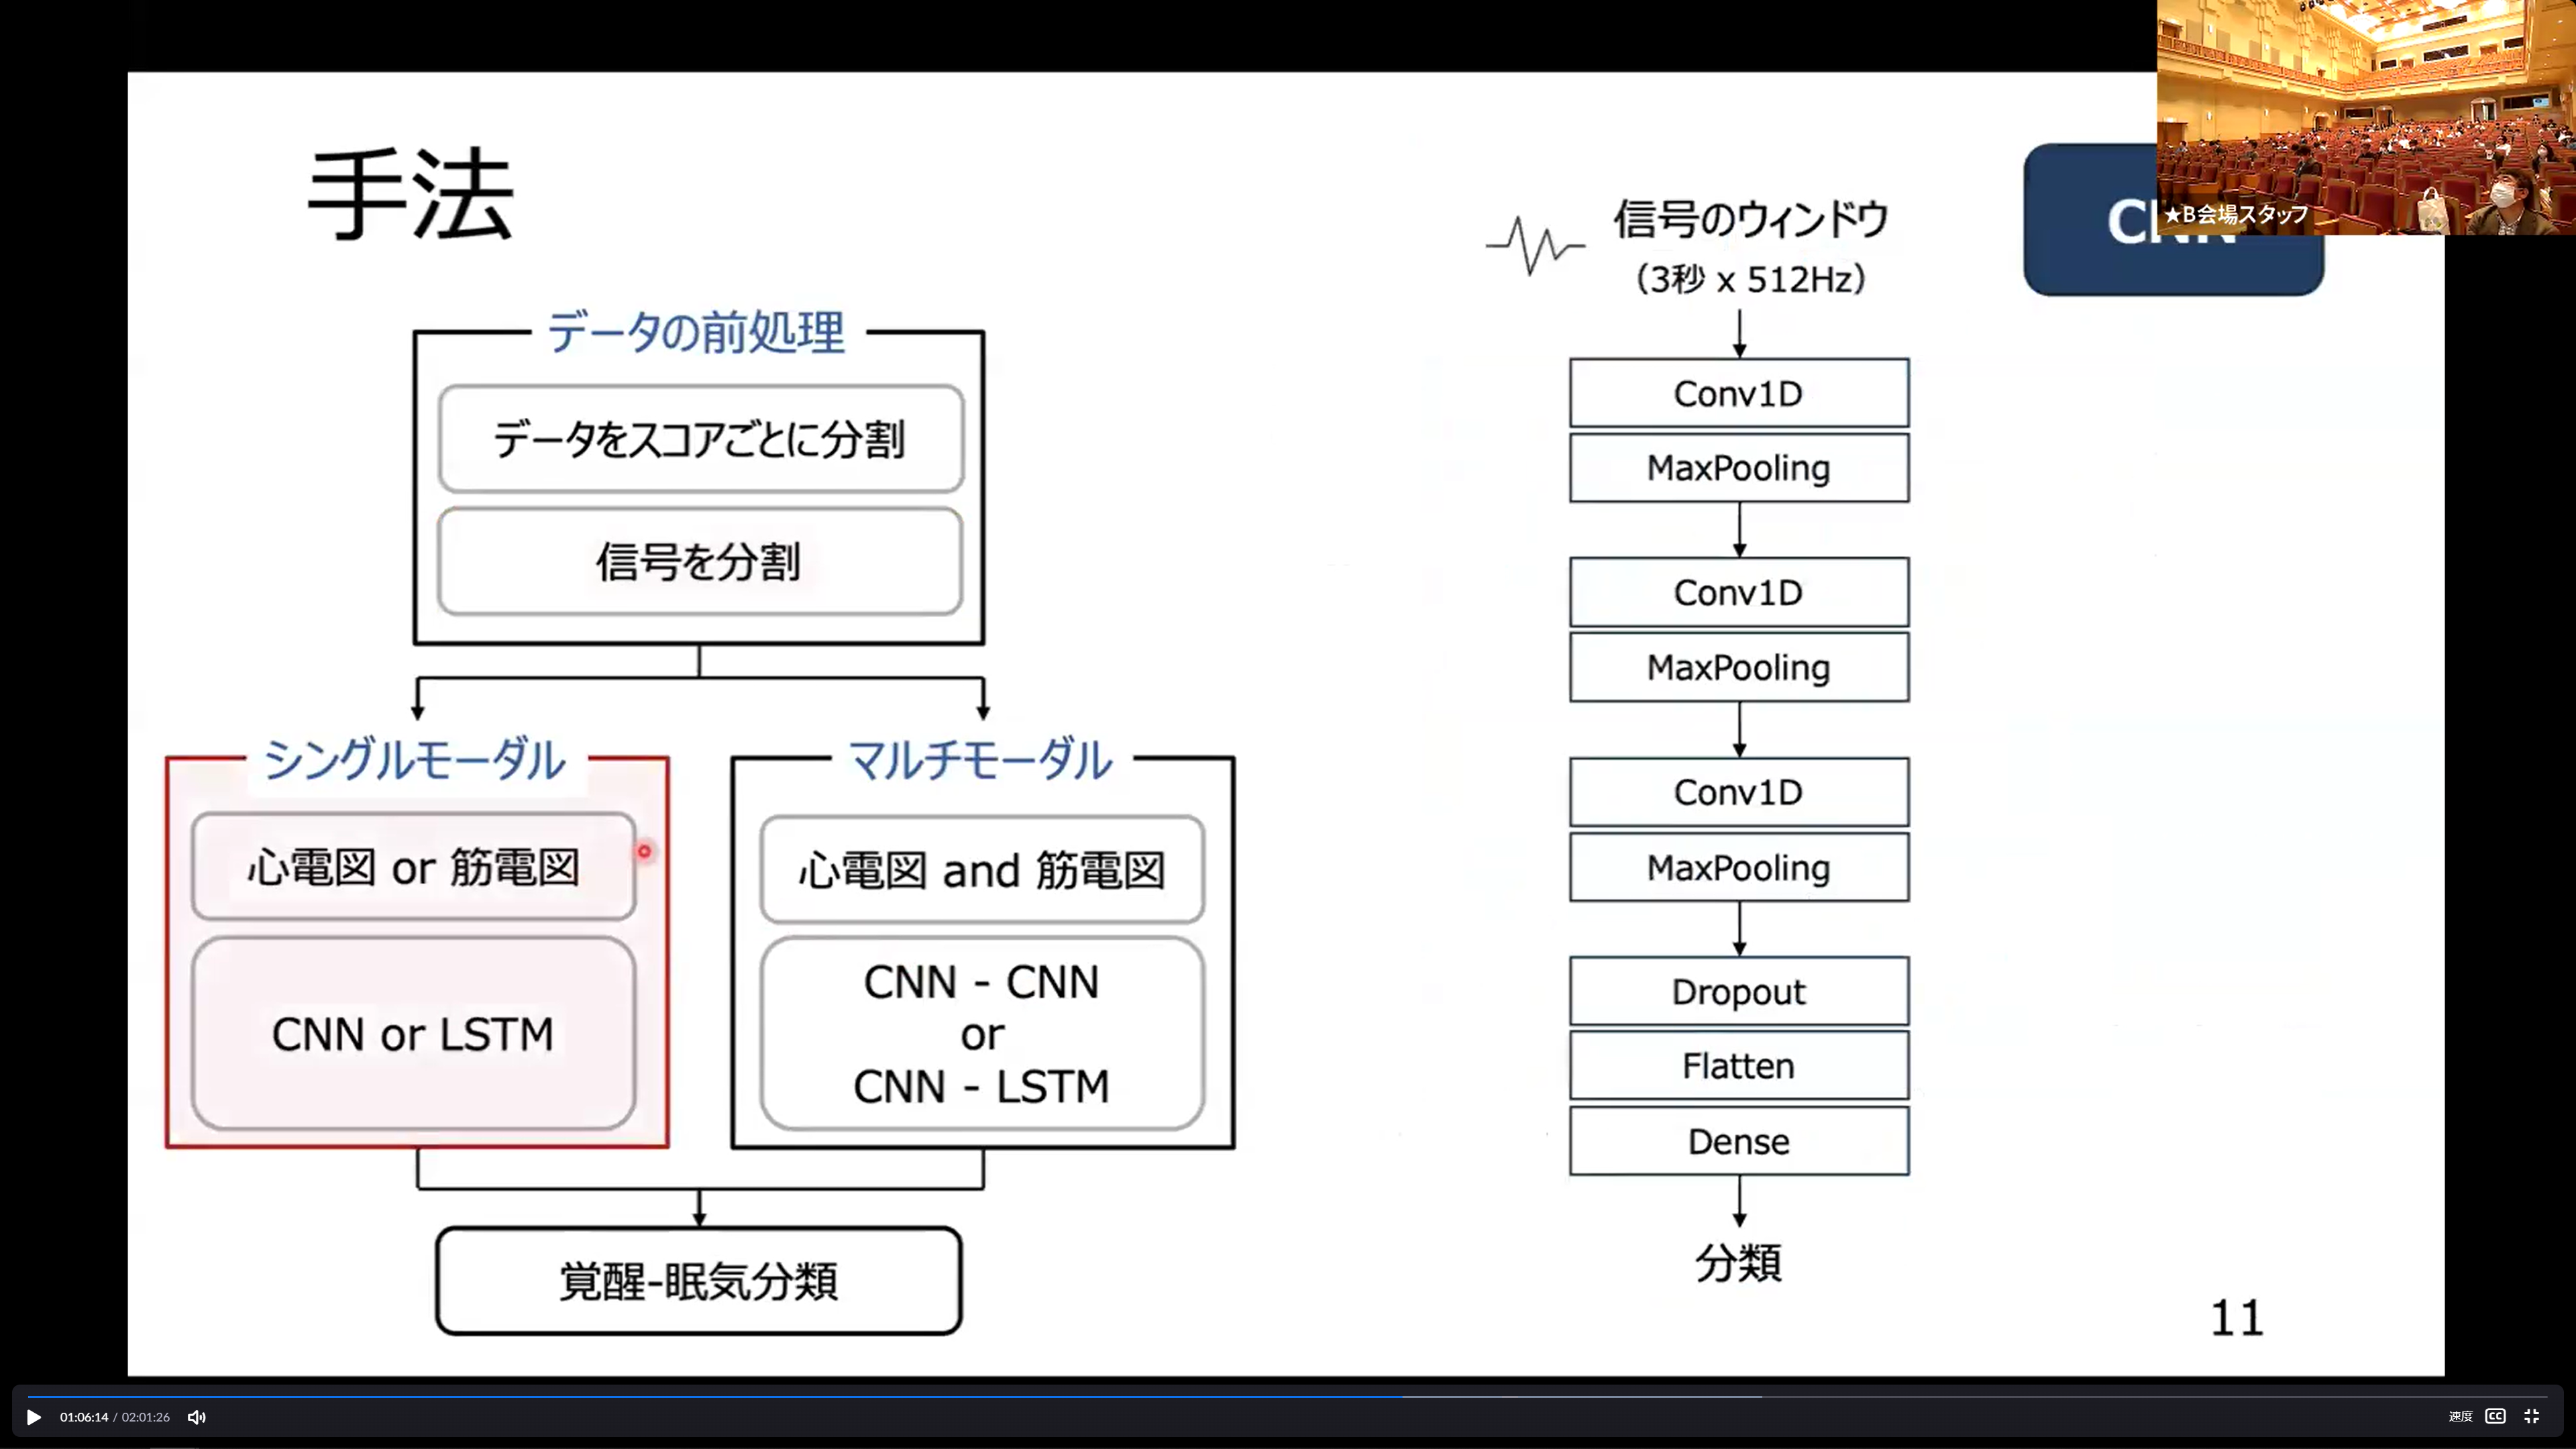 手法
データの前処理
データをスコアごとに分割
信号を分割
シングルモーダル
心電図 or 筋電図
CNN or LSTM
マルチモーダル
心電図 and 筋電図
CNN - CNN
or
CNN - LSTM
覚醒-眠気分類
信号のウィンドウ
(3秒 x 512Hz)
Conv1D
MaxPooling
Conv1D
MaxPooling
Conv1D
MaxPooling
Dropout
Flatten
Dense
分類
CNN
★B会場スタッフ
11
01:06:14 / 02:01:26
速度
CC